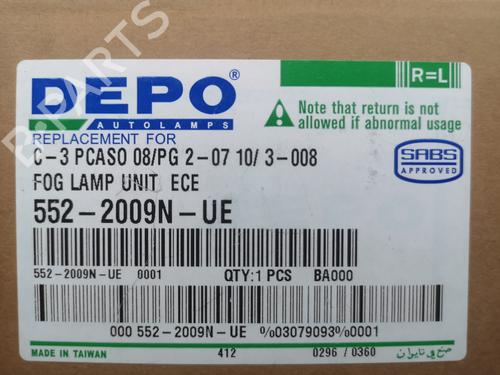 R=L
DEPO®
AUTOLAMPS
Note that return is not
allowed if abnormal usage
REPLACEMENT FOR
C-3 PCASO 08/PG 2-07 10/ 3-008
FOG LAMP UNIT ECE
552-2009N-UE
SABS
APPROVED
552-2009N-UE 0001 QTY:1 PCS BA000
000 552-2009N-UE %03079093%0001
MADE IN TAIWAN 412 0296 / 0360 صنع في تايوان
B-PARTS